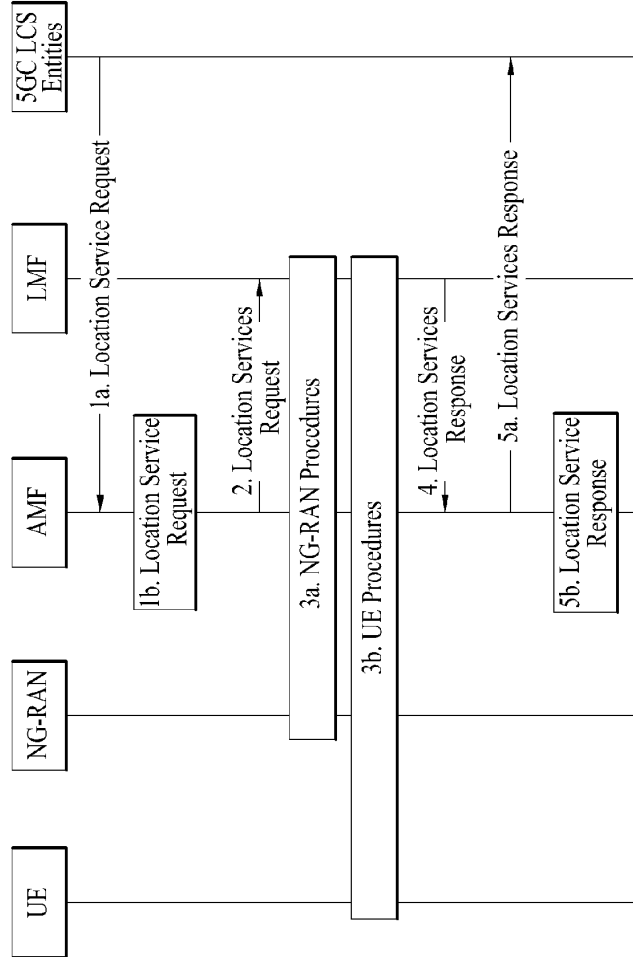 UE
NG-RAN
AMF
LMF
5GC LCS
Entities
1a. Location Service Request
1b. Location Service
Request
2. Location Services
Request
3a. NG-RAN Procedures
3b. UE Procedures
4. Location Services
Response
5a. Location Services Response
5b. Location Service
Response